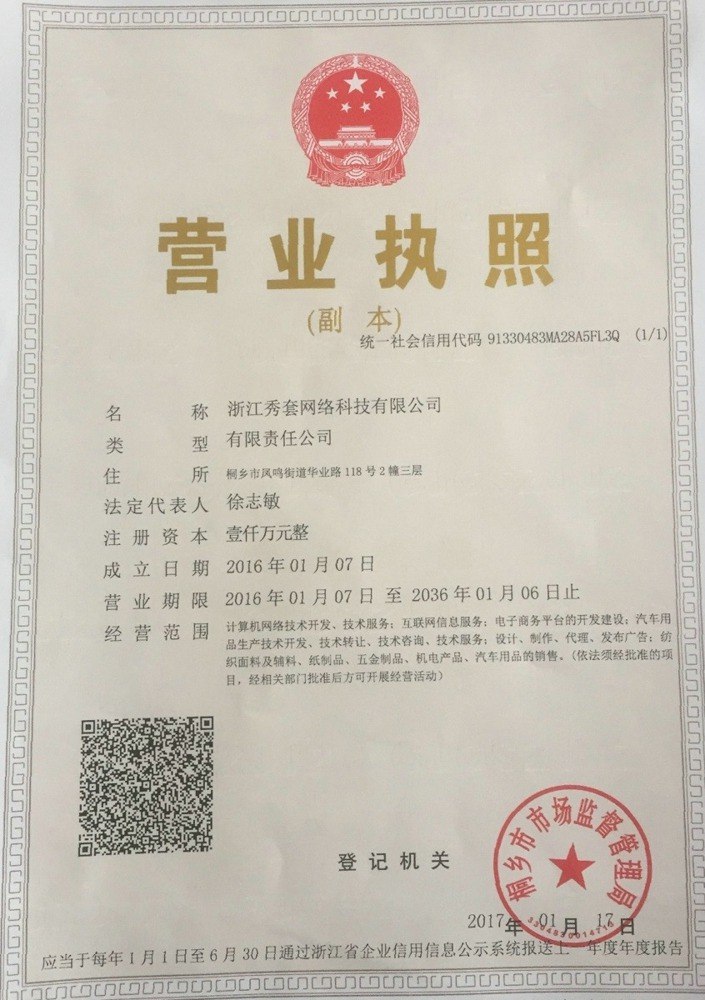 营业执照
(副 本)
统一社会信用代码 91330483MA28A5FL3Q (1/1)
名 称 浙江秀套网络科技有限公司
类 型 有限责任公司
住 所 桐乡市凤鸣街道华业路118号2幢三层
法定代表人 徐志敏
注册资本 壹仟万元整
成立日期 2016年01月07日
营业期限 2016年01月07日 至 2036年01月06日止
经营范围 计算机网络技术开发、技术服务；互联网信息服务；电子商务平台的开发建设；汽车用
品生产技术开发、技术转让、技术咨询、技术服务；设计、制作、代理、发布广告；纺
织面料及辅料、纸制品、五金制品、机电产品、汽车用品的销售。（依法须经批准的项
目，经相关部门批准后方可开展经营活动）
登记机关
桐乡市市场监督管理局
2017年 01月 17日
应当于每年1月1日至6月30日通过浙江省企业信用信息公示系统报送上一年度年度报告